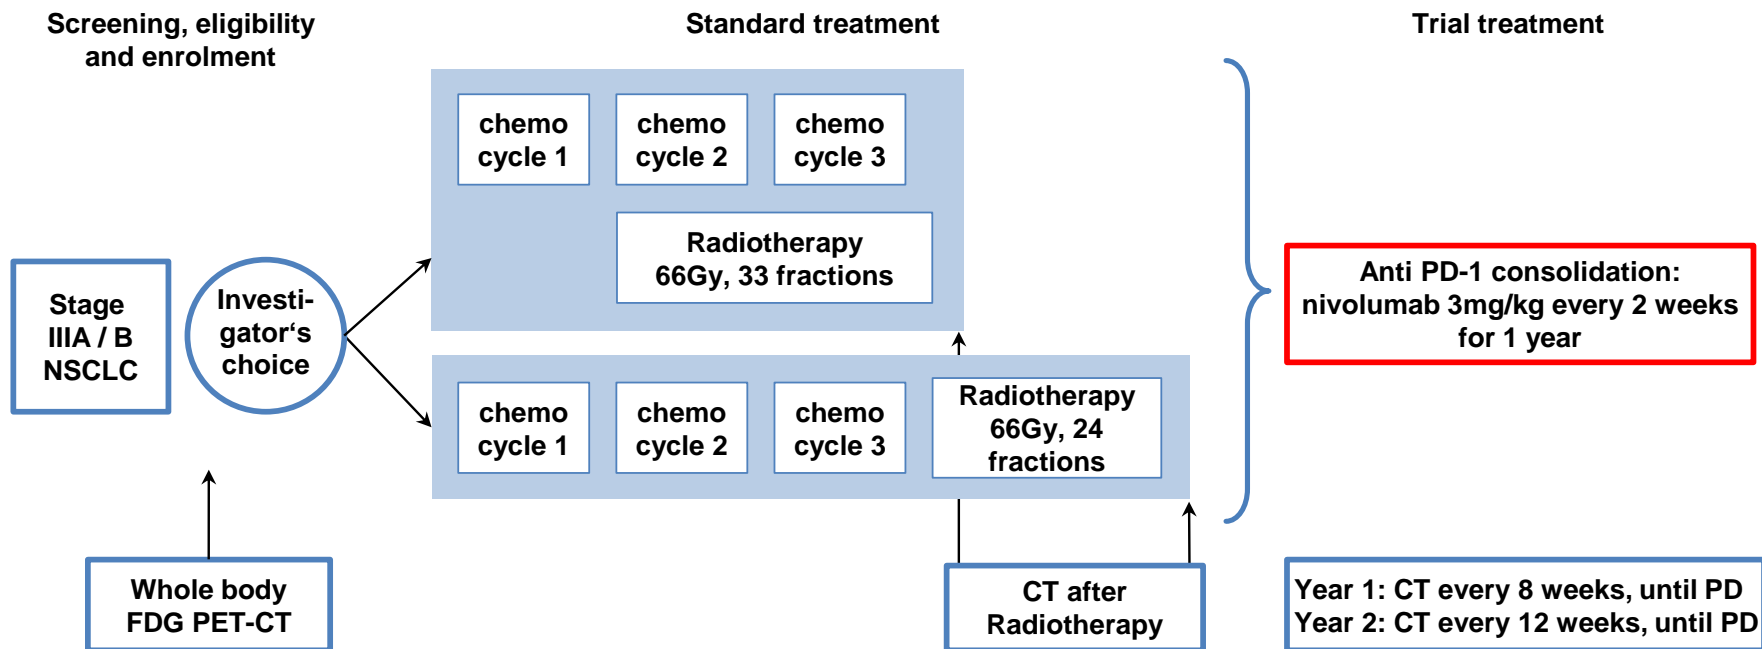 Screening, eligibility
and enrolment
Standard treatment
Trial treatment
chemo
cycle 1
chemo
cycle 2
chemo
cycle 3
Radiotherapy
66Gy, 33 fractions
Stage
IIIA / B
NSCLC
Investi-
gator‘s
choice
Anti PD-1 consolidation:
nivolumab 3mg/kg every 2 weeks
for 1 year
chemo
cycle 1
chemo
cycle 2
chemo
cycle 3
Radiotherapy
66Gy, 24
fractions
Whole body
FDG PET-CT
CT after
Radiotherapy
Year 1: CT every 8 weeks, until PD
Year 2: CT every 12 weeks, until PD